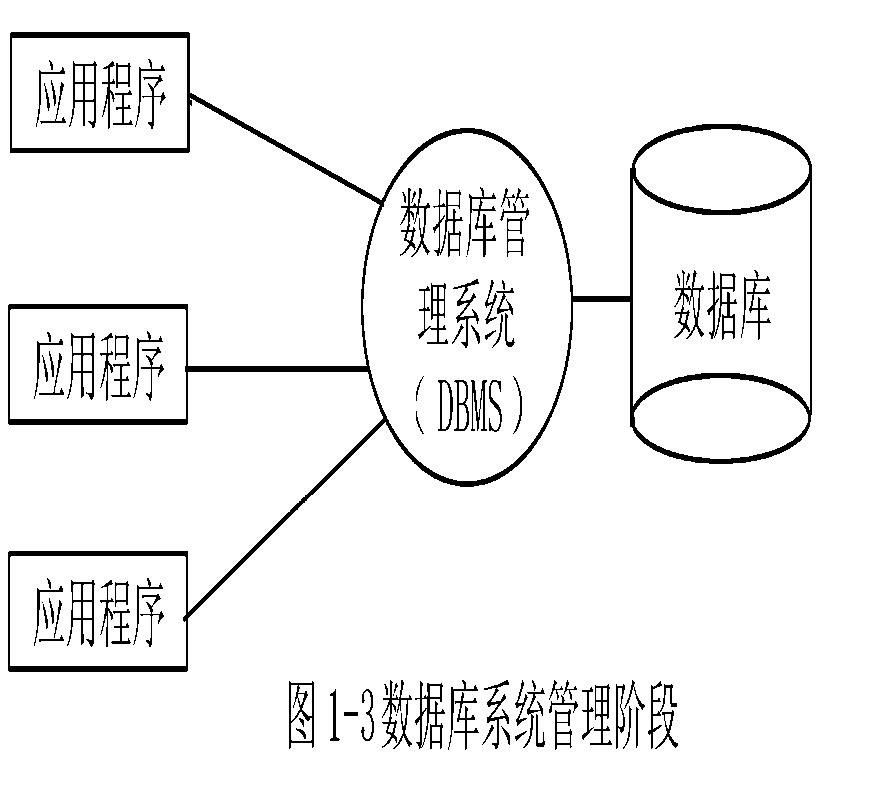 应用程序
应用程序
应用程序
数据库管
理系统
（DBMS）
数据库
图1-3数据库系统管理阶段